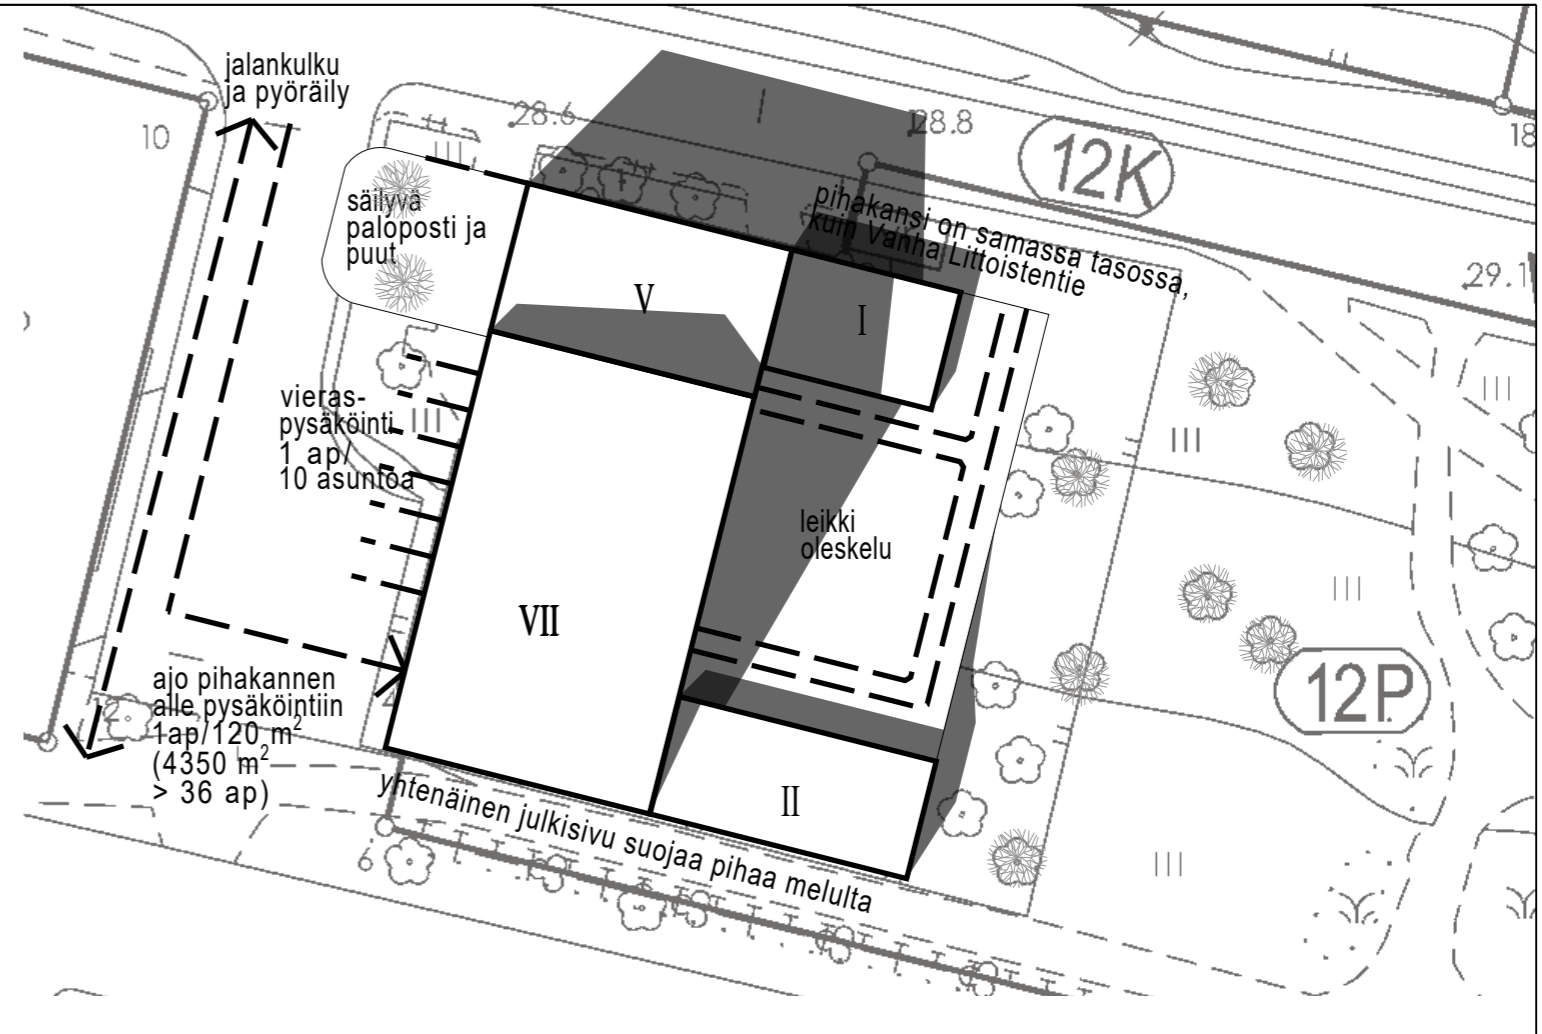 jalankulku
ja pyöräily
10
28.6
28.8
12K
18
säilyvä
paloposti ja
puut
pihakansi on samassa tasossa,
kuin Vanha Littoistentie
29.1
V
I
vieras-
pysäköinti
1 ap/
10 asuntoa
leikki
oleskelu
VII
ajo pihakannen
alle pysäköintiin
1ap/120 m²
(4350 m²
> 36 ap)
12P
II
yhtenäinen julkisivu suojaa pihaa melulta